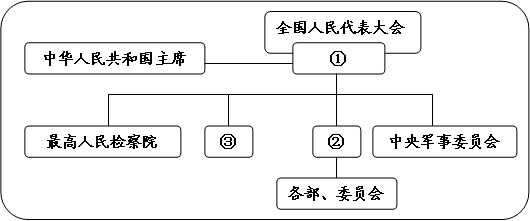 全国人民代表大会
中华人民共和国主席
①
最高人民检察院
③
②
中央军事委员会
各部、委员会